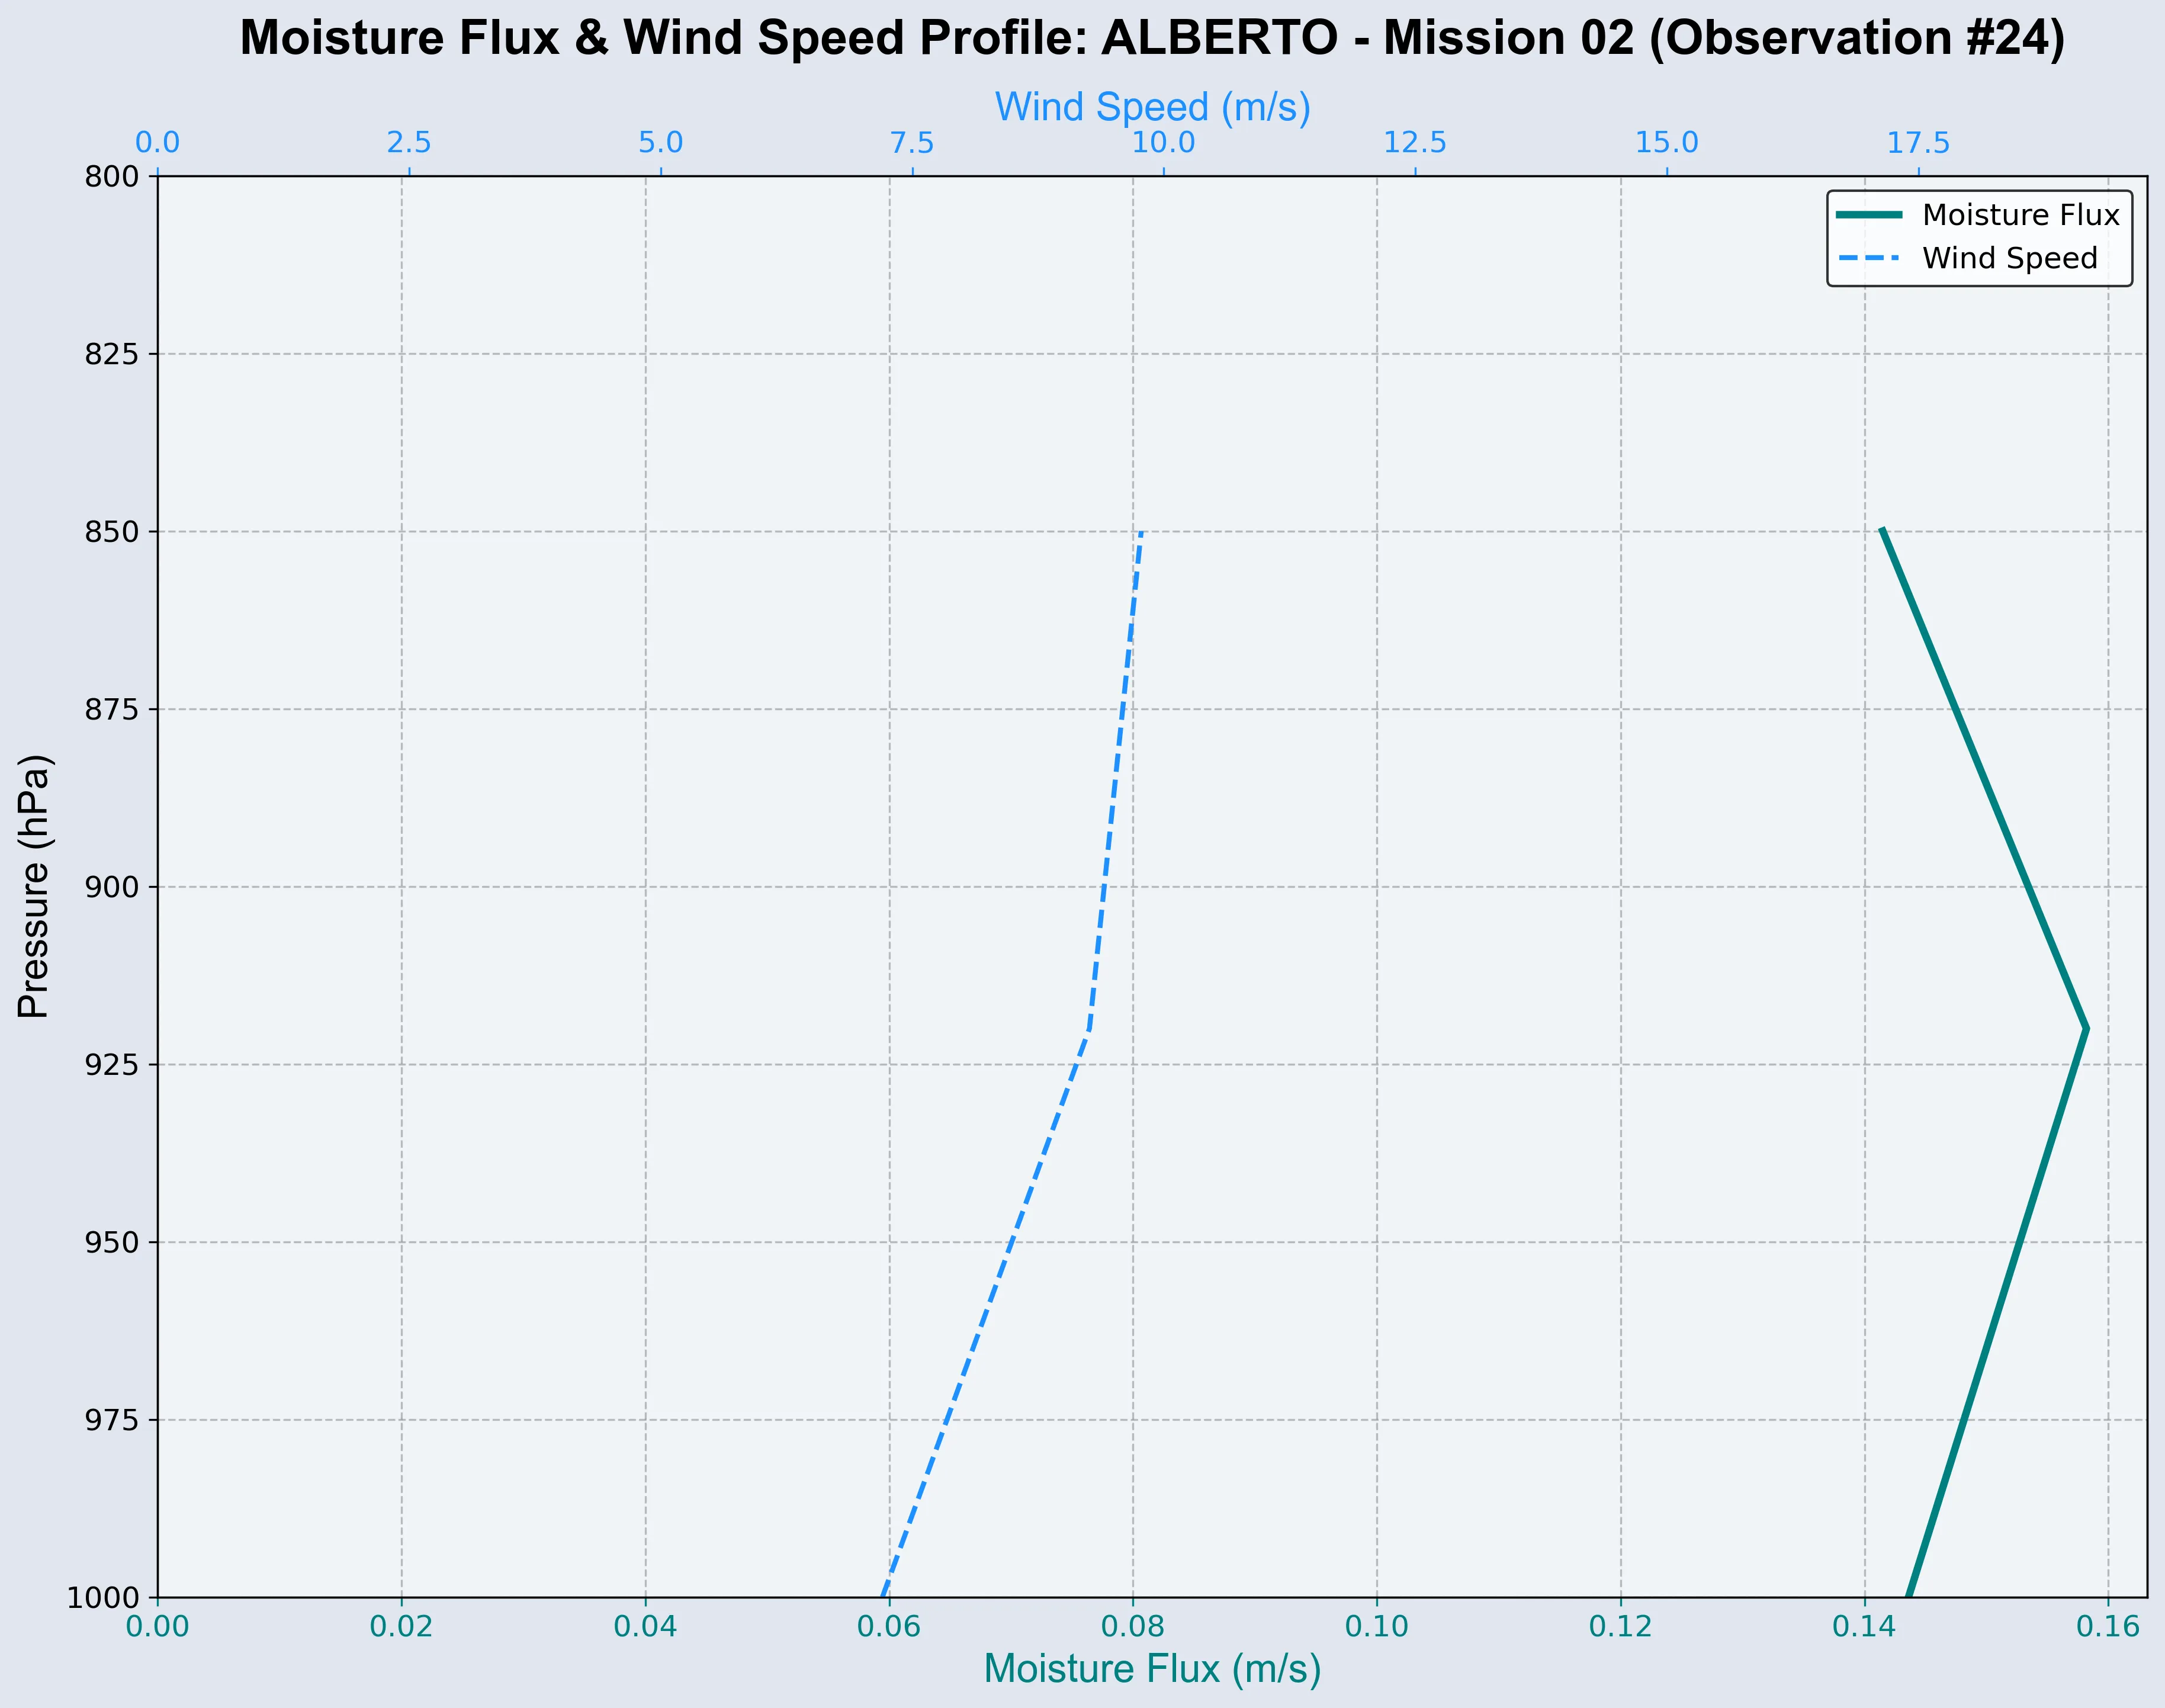 Moisture Flux & Wind Speed Profile: ALBERTO - Mission 02 (Observation #24)
Wind Speed (m/s)
0.0 2.5 5.0 7.5 10.0 12.5 15.0 17.5
Moisture Flux
Wind Speed
800
825
850
875
900
925
950
975
1000
Pressure (hPa)
0.00 0.02 0.04 0.06 0.08 0.10 0.12 0.14 0.16
Moisture Flux (m/s)